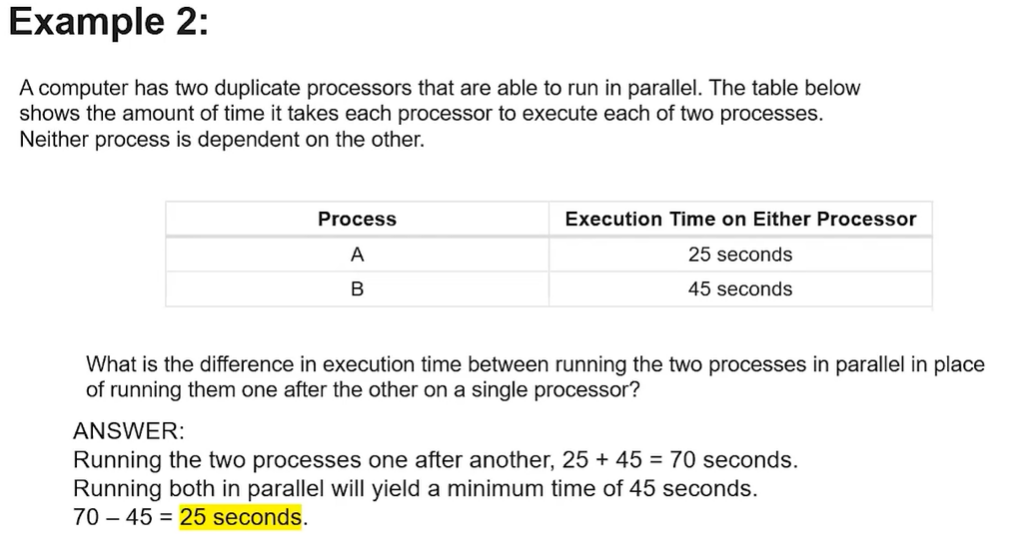 Example 2:
A computer has two duplicate processors that are able to run in parallel. The table below
shows the amount of time it takes each processor to execute each of two processes.
Neither process is dependent on the other.
Process Execution Time on Either Processor
A 25 seconds
B 45 seconds
What is the difference in execution time between running the two processes in parallel in place
of running them one after the other on a single processor?
ANSWER:
Running the two processes one after another, 25 + 45 = 70 seconds.
Running both in parallel will yield a minimum time of 45 seconds.
70 – 45 = 25 seconds.